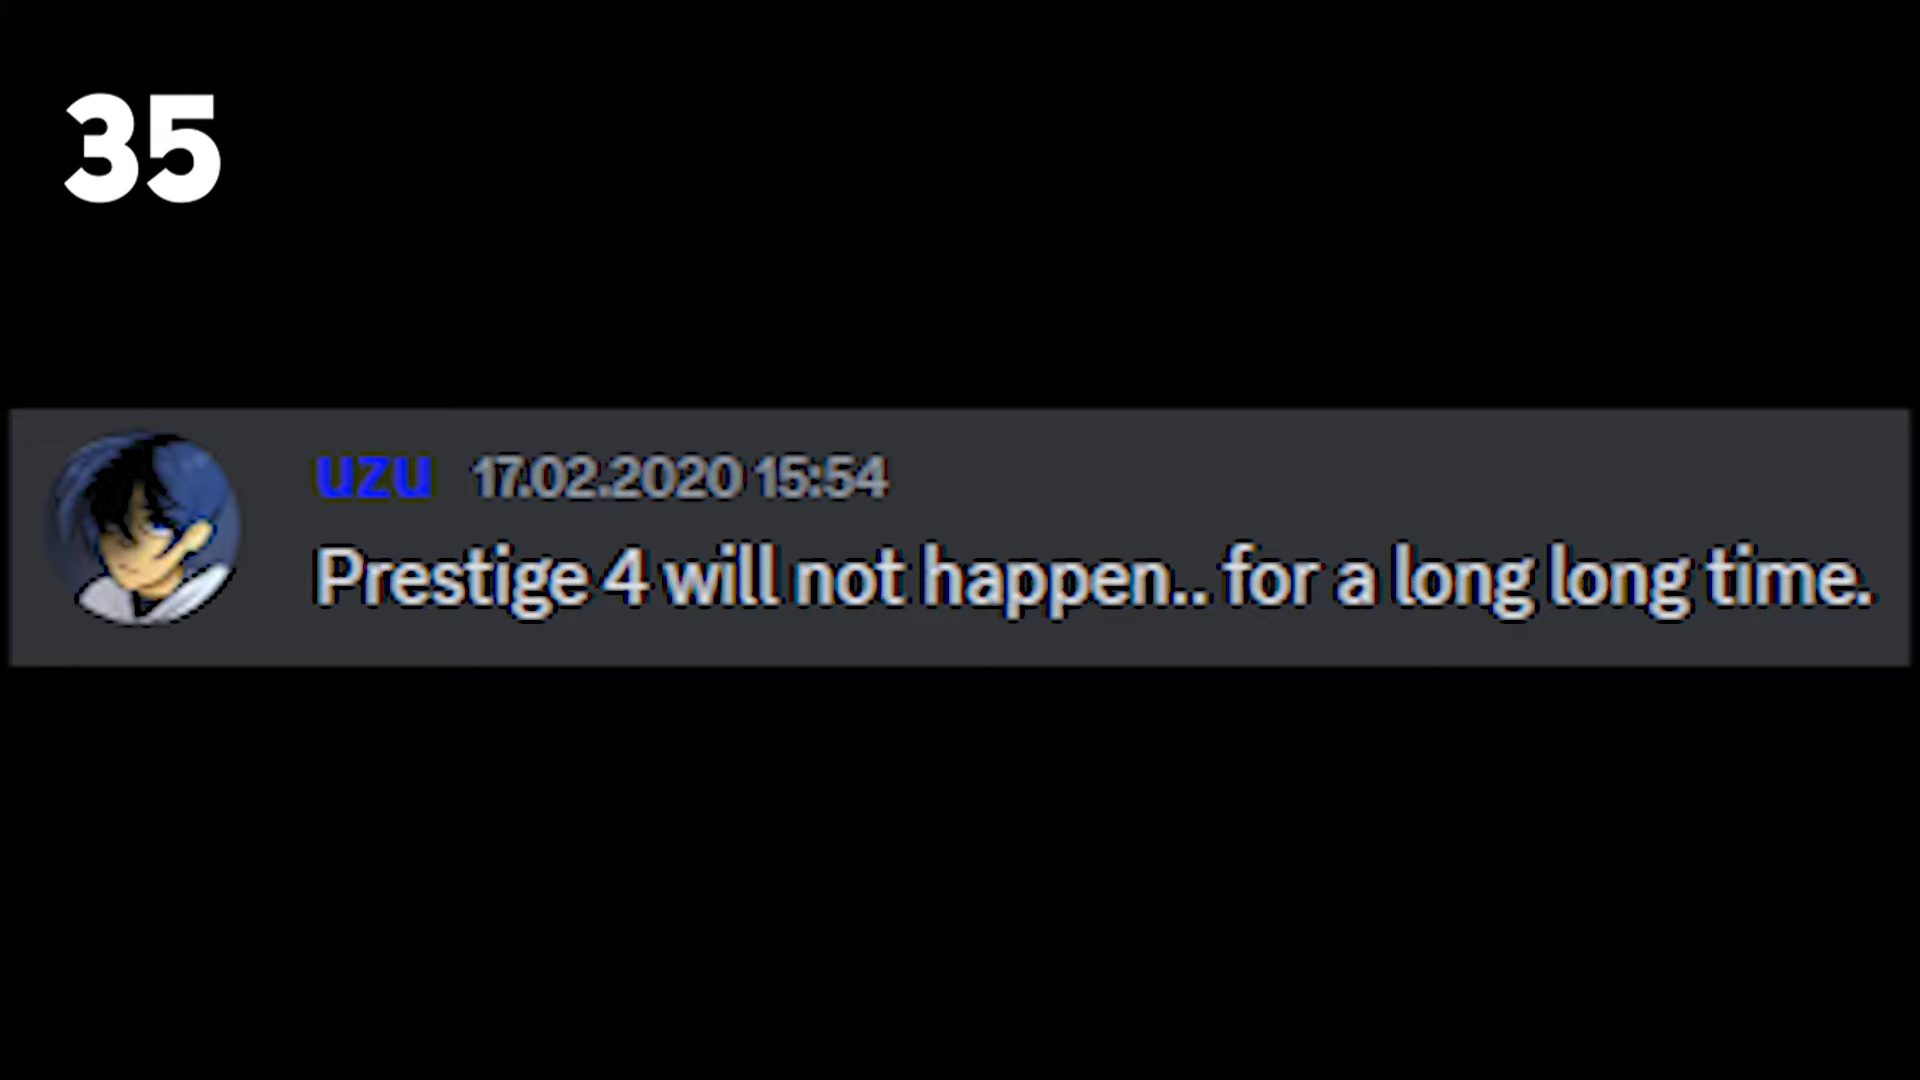 35
uzu 17.02.2020 15:54
Prestige 4 will not happen.. for a long long time.